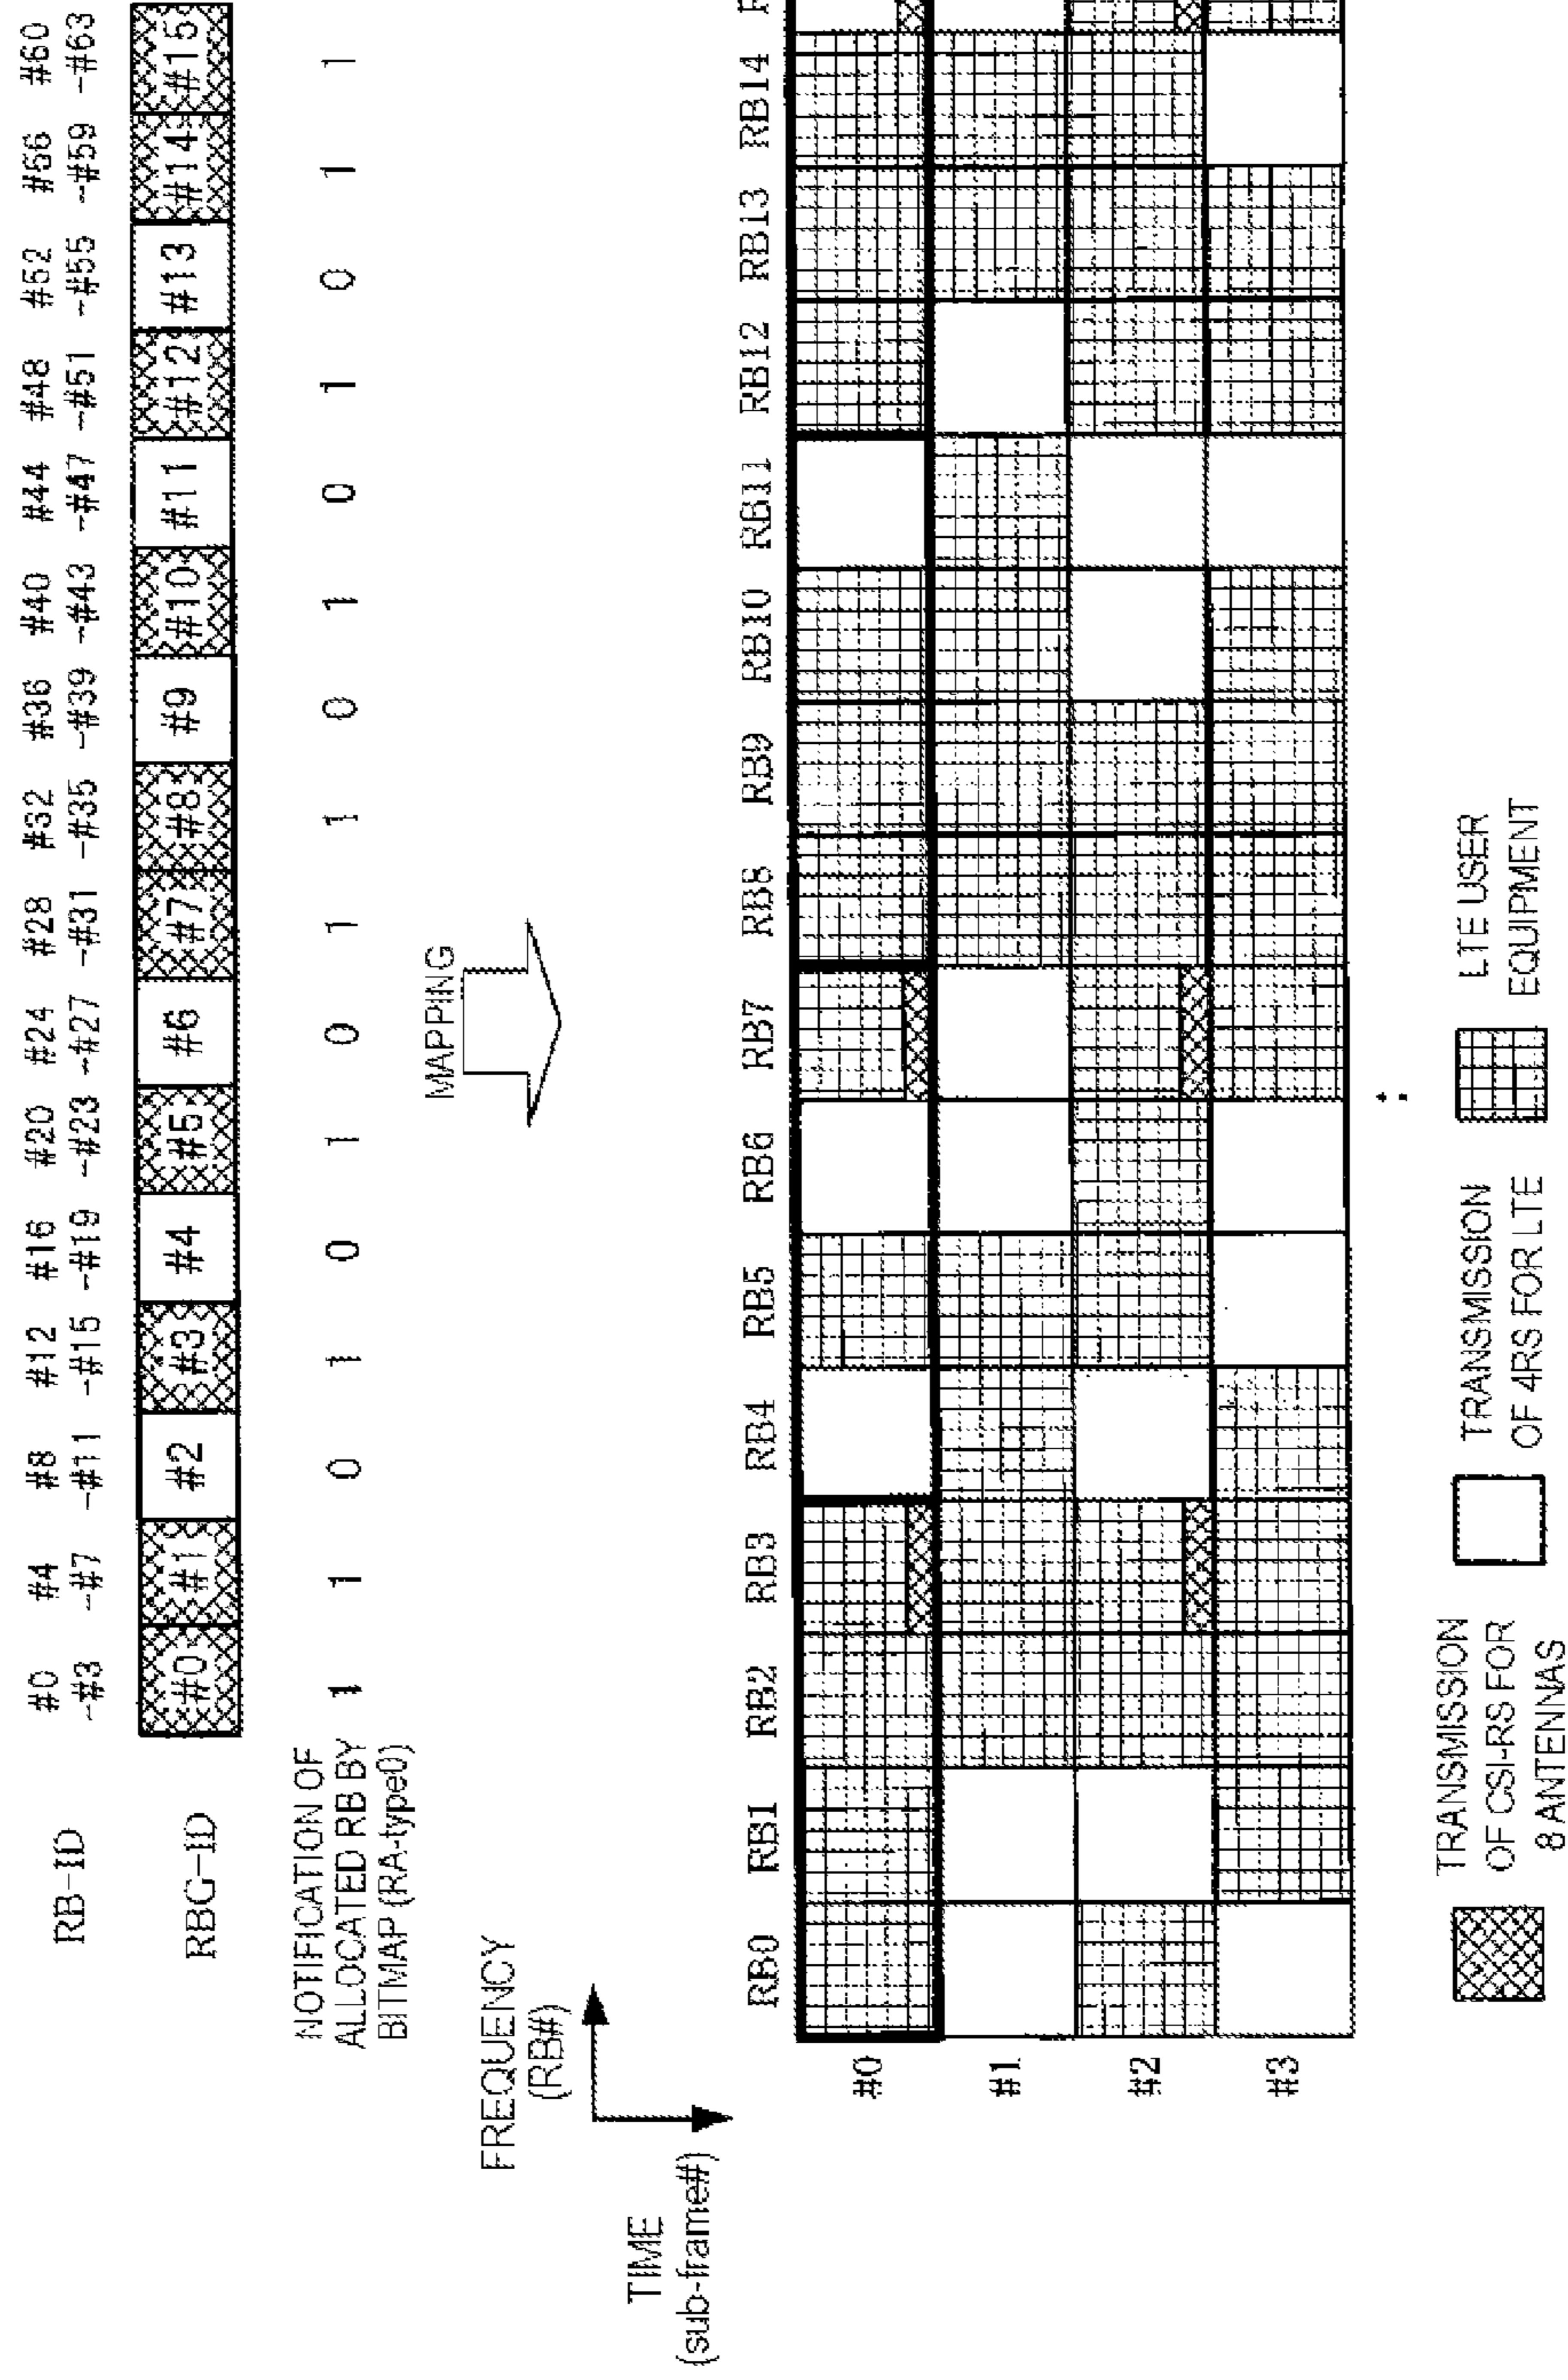 RB-ID #0 #4 #8 #12 #16 #20 #24 #28 #32 #36 #40 #44 #48 #52 #56 #60
~#3 ~#7 ~#11 ~#15 ~#19 ~#23 ~#27 ~#31 ~#35 ~#39 ~#43 ~#47 ~#51 ~#55 ~#59 ~#63
RBG-ID #0 #1 #2 #3 #4 #5 #6 #7 #8 #9 #10 #11 #12 #13 #14 #15
NOTIFICATION OF
ALLOCATED RB BY
BITMAP (RA-type0)
1 1 0 1 0 1 0 1 1 0 1 0 1 0 1 1
MAPPING
FREQUENCY
(RB#)
TIME
(sub-frame#)
RB0 RB1 RB2 RB3 RB4 RB5 RB6 RB7 RB8 RB9 RB10 RB11 RB12 RB13 RB14
#0
#1
#2
#3
TRANSMISSION
OF CSI-RS FOR
8 ANTENNAS
TRANSMISSION
OF 4RS FOR LTE
LTE USER
EQUIPMENT